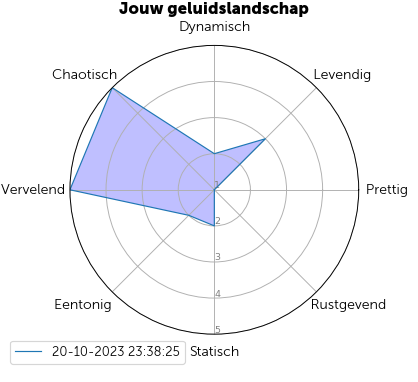 Jouw geluidslandschap
Dynamisch
Chaotisch
Levendig
Vervelend
1
Prettig
2
3
4
Eentonig
Rustgevend
5
20-10-2023 23:38:25
Statisch